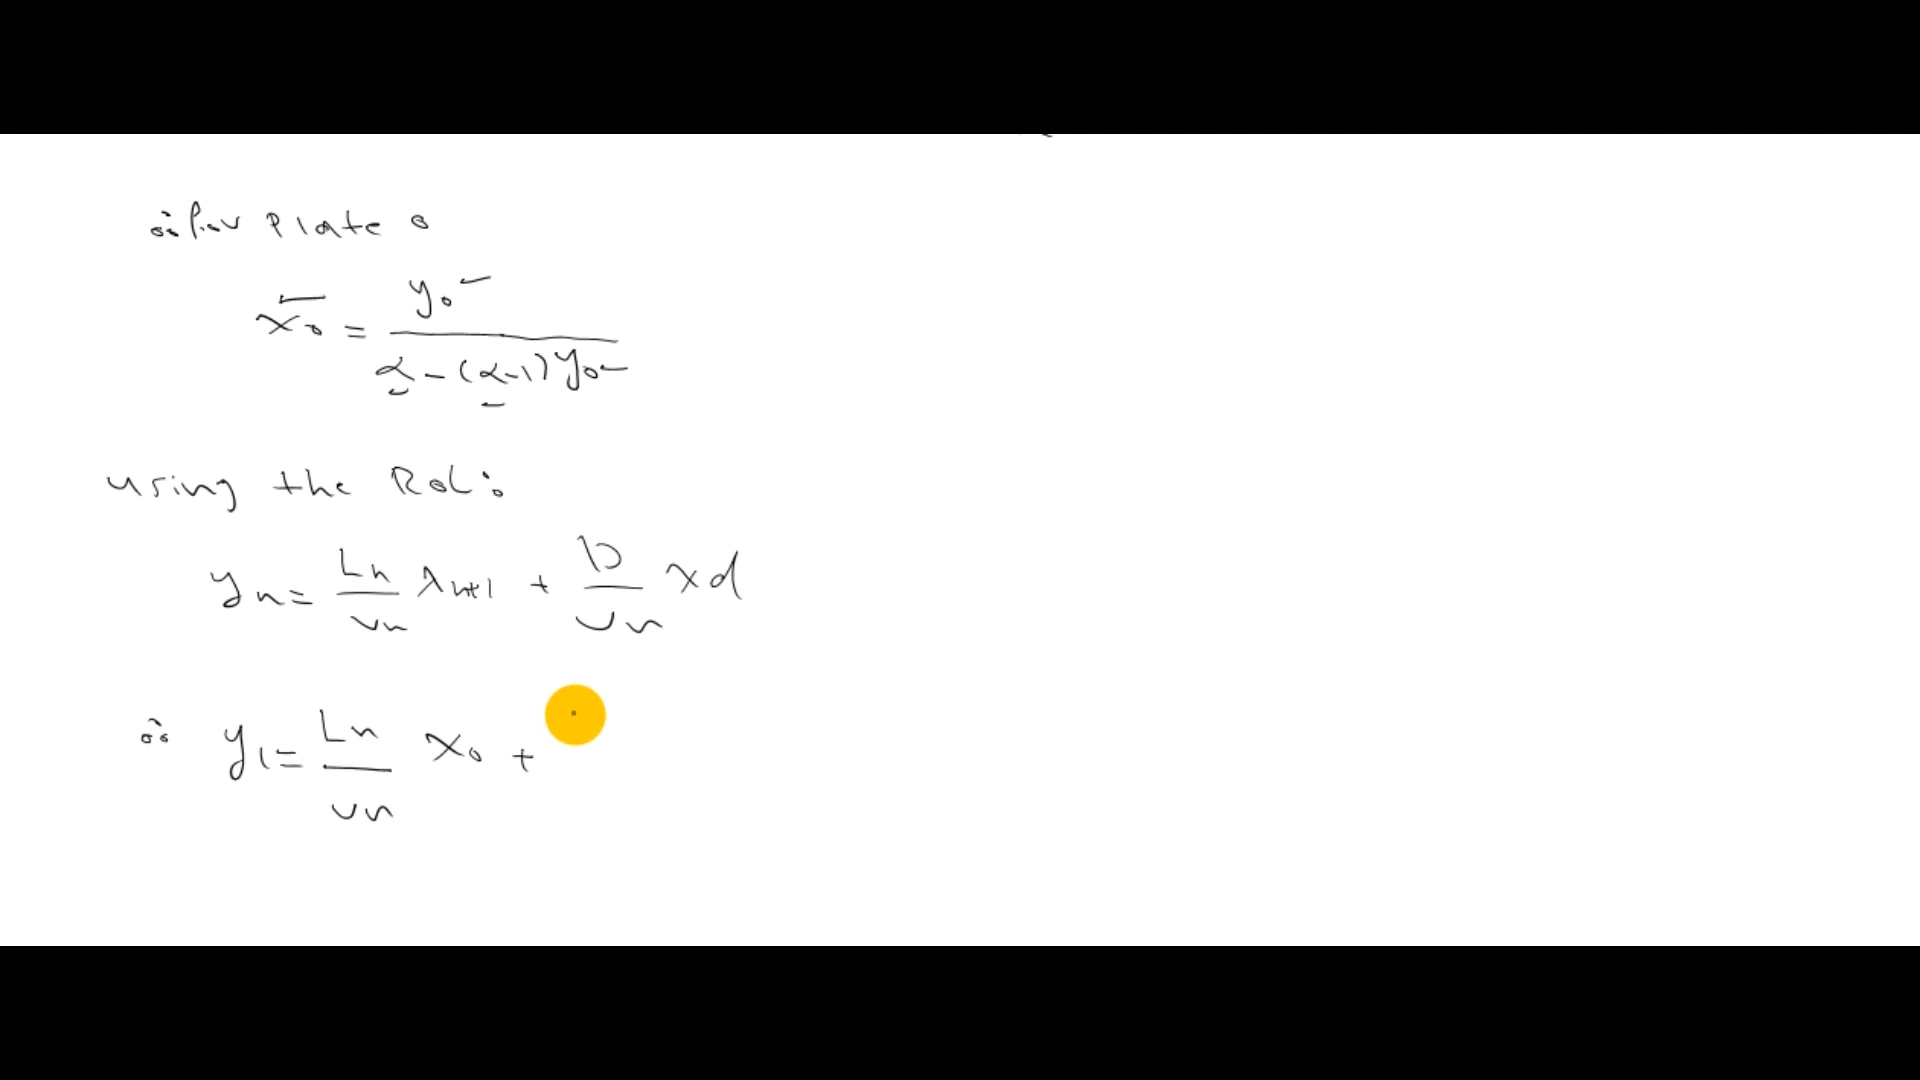 ∴ for Plate 0
x₀ = y₀ / (α - (α-1) y₀)
using the ROL:
yₙ = Ln/Vn xₙ₊₁ + D/Vn xd
∴ y₁ = Ln/Vn x₀ +